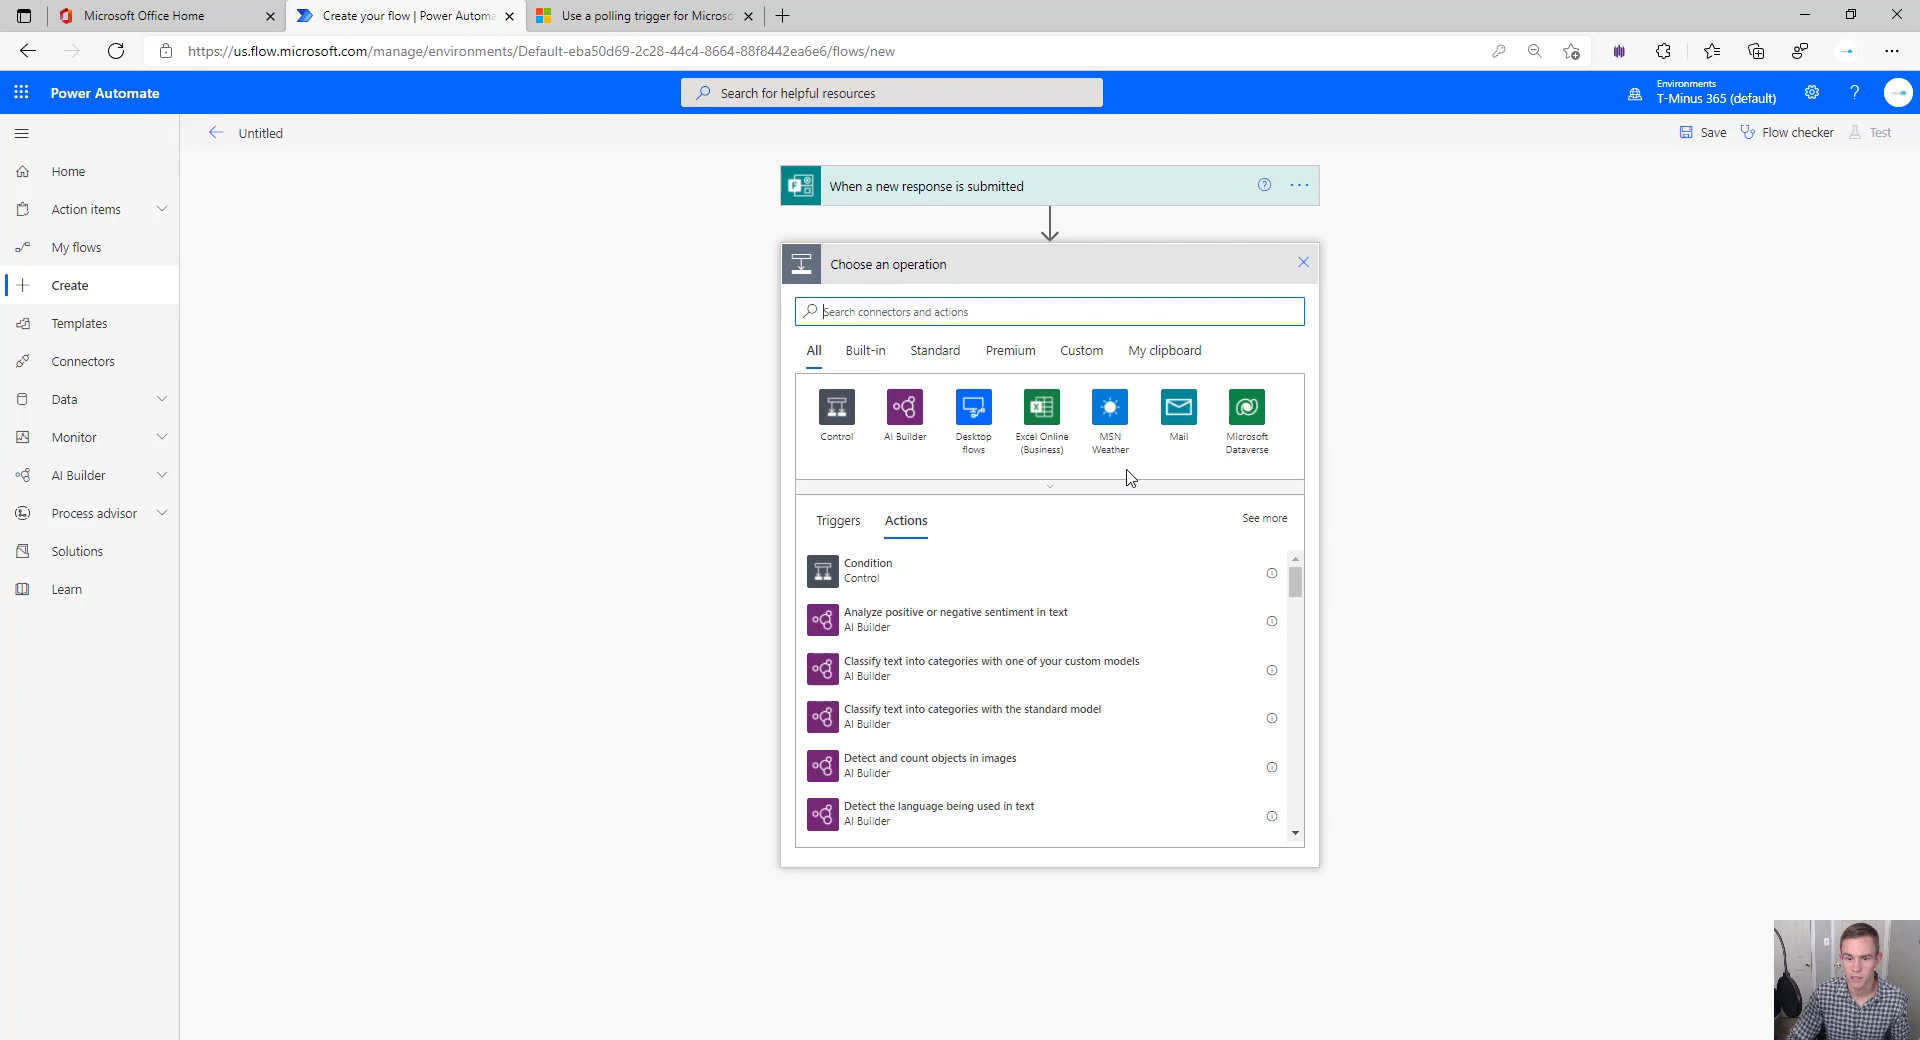 Microsoft Office Home
Create your flow | Power Automa
Use a polling trigger for Microso
https://us.flow.microsoft.com/manage/environments/Default-eba50d69-2c28-44c4-8664-88f8442ea6e6/flows/new
Power Automate
Search for helpful resources
Environments
T-Minus 365 (default)
Untitled
Save
Flow checker
Test
Home
Action items
My flows
Create
Templates
Connectors
Data
Monitor
AI Builder
Process advisor
Solutions
Learn
When a new response is submitted
Choose an operation
Search connectors and actions
All
Built-in
Standard
Premium
Custom
My clipboard
Control
AI Builder
Desktop
flows
Excel Online
(Business)
MSN
Weather
Mail
Microsoft
Dataverse
Triggers
Actions
See more
Condition
Control
Analyze positive or negative sentiment in text
AI Builder
Classify text into categories with one of your custom models
AI Builder
Classify text into categories with the standard model
AI Builder
Detect and count objects in images
AI Builder
Detect the language being used in text
AI Builder